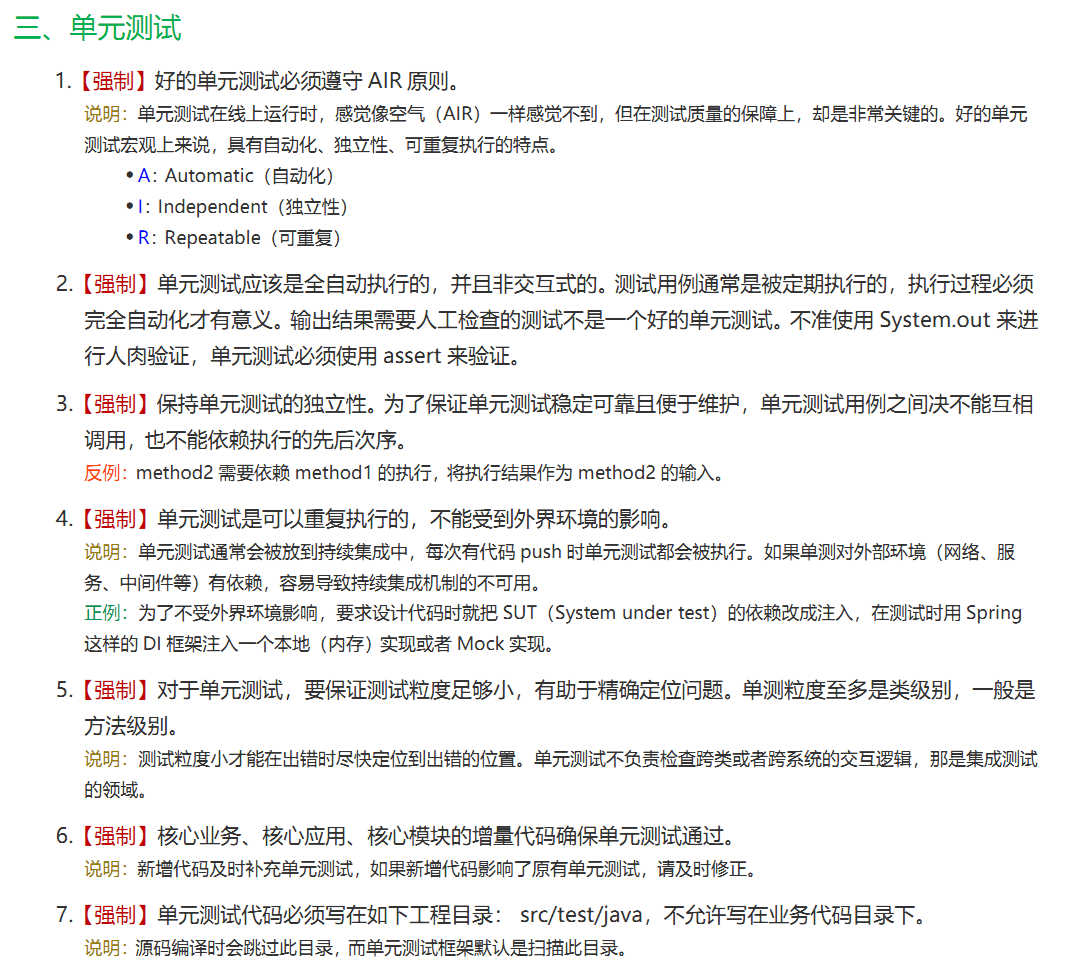 三、单元测试
1.【强制】好的单元测试必须遵守 AIR 原则。
说明：单元测试在线上运行时，感觉像空气（AIR）一样感觉不到，但在测试质量的保障上，却是非常关键的。好的单元
测试宏观上来说，具有自动化、独立性、可重复执行的特点。
• A：Automatic（自动化）
• I：Independent（独立性）
• R：Repeatable（可重复）
2.【强制】单元测试应该是全自动执行的，并且非交互式的。测试用例通常是被定期执行的，执行过程必须
完全自动化才有意义。输出结果需要人工检查的测试不是一个好的单元测试。不准使用 System.out 来进
行人肉验证，单元测试必须使用 assert 来验证。
3.【强制】保持单元测试的独立性。为了保证单元测试稳定可靠且便于维护，单元测试用例之间决不能互相
调用，也不能依赖执行的先后次序。
反例：method2 需要依赖 method1 的执行，将执行结果作为 method2 的输入。
4.【强制】单元测试是可以重复执行的，不能受到外界环境的影响。
说明：单元测试通常会被放到持续集成中，每次有代码 push 时单元测试都会被执行。如果单测对外部环境（网络、服
务、中间件等）有依赖，容易导致持续集成机制的不可用。
正例：为了不受外界环境影响，要求设计代码时就把 SUT（System under test）的依赖改成注入，在测试时用 Spring
这样的 DI 框架注入一个本地（内存）实现或者 Mock 实现。
5.【强制】对于单元测试，要保证测试粒度足够小，有助于精确定位问题。单测粒度至多是类级别，一般是
方法级别。
说明：测试粒度小才能在出错时尽快定位到出错的位置。单元测试不负责检查跨类或者跨系统的交互逻辑，那是集成测试
的领域。
6.【强制】核心业务、核心应用、核心模块的增量代码确保单元测试通过。
说明：新增代码及时补充单元测试，如果新增代码影响了原有单元测试，请及时修正。
7.【强制】单元测试代码必须写在如下工程目录： src/test/java，不允许写在业务代码目录下。
说明：源码编译时会跳过此目录，而单元测试框架默认是扫描此目录。